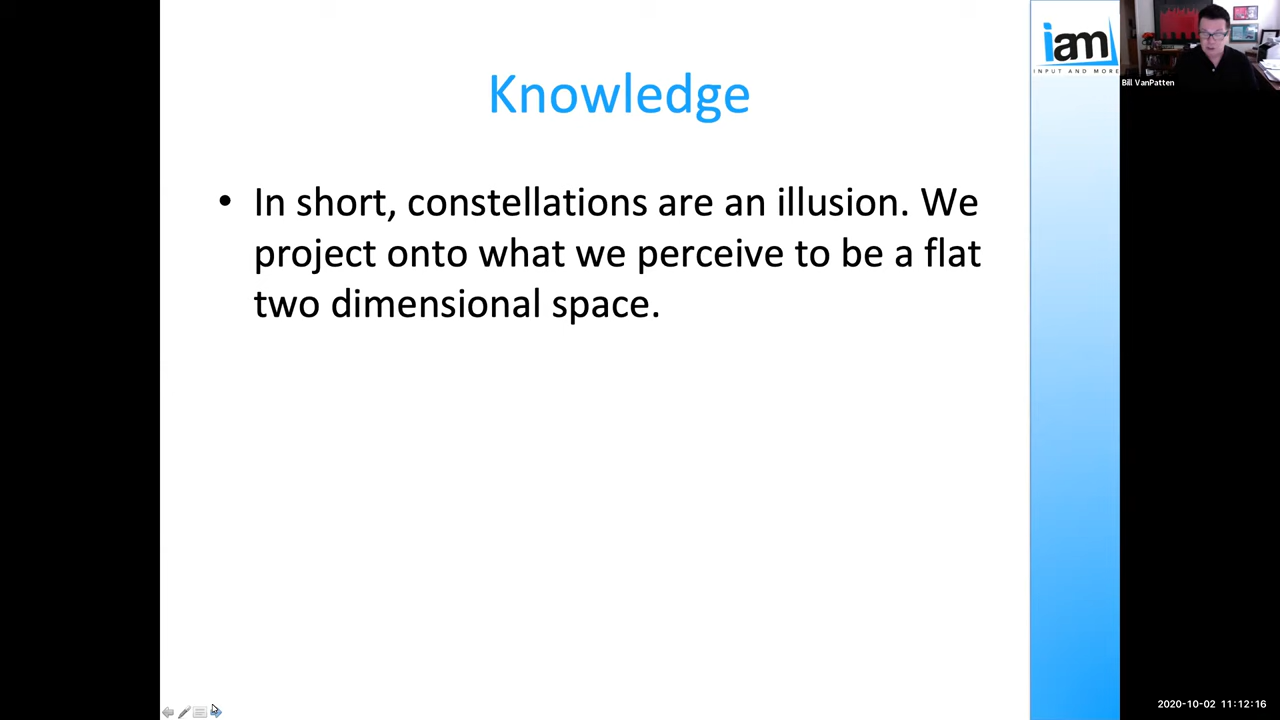 Knowledge
• In short, constellations are an illusion. We
project onto what we perceive to be a flat
two dimensional space.
iam
INPUT AND MORE
Bill VanPatten
2020-10-02 11:12:16